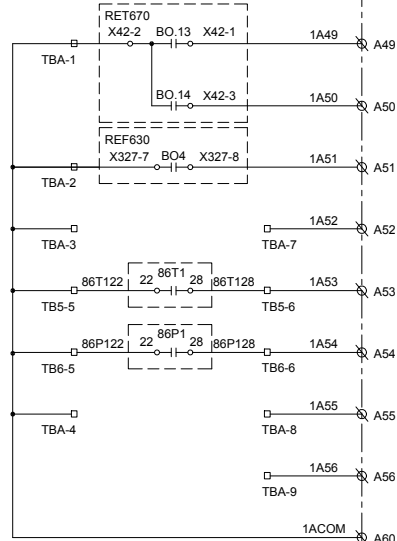 RET670
X42-2 BO.13 X42-1 1A49 A49
TBA-1
BO.14 X42-3 1A50 A50
REF630
X327-7 BO4 X327-8 1A51 A51
TBA-2
1A52 A52
TBA-3 TBA-7
86T1
86T122 22 28 86T128 1A53 A53
TB5-5 TB5-6
86P1
86P122 22 28 86P128 1A54 A54
TB6-5 TB6-6
1A55 A55
TBA-4 TBA-8
1A56 A56
TBA-9
1ACOM A60